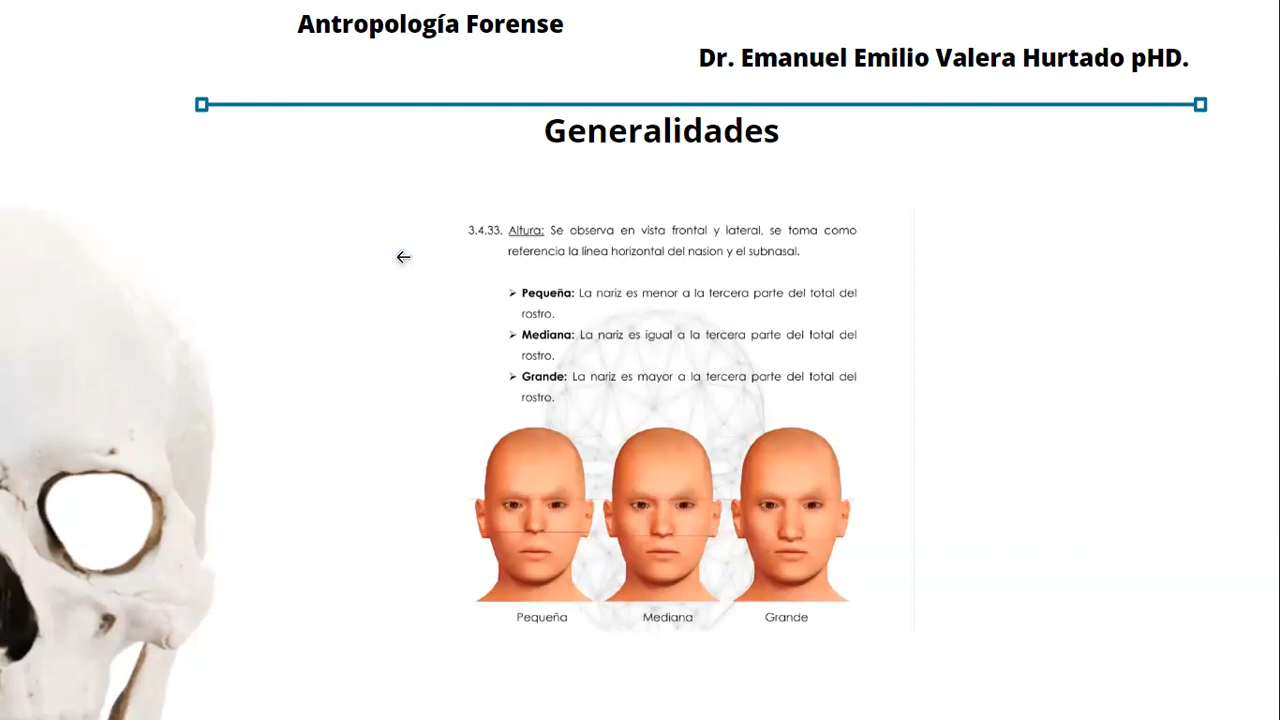 Antropología Forense
Dr. Emanuel Emilio Valera Hurtado pHD.
Generalidades
3.4.33. Altura: Se observa en vista frontal y lateral, se toma como
referencia la línea horizontal del nasion y el subnasal.
➢ Pequeña: La nariz es menor a la tercera parte del total del
rostro.
➢ Mediana: La nariz es igual a la tercera parte del total del
rostro.
➢ Grande: La nariz es mayor a la tercera parte del total del
rostro.
Pequeña Mediana Grande